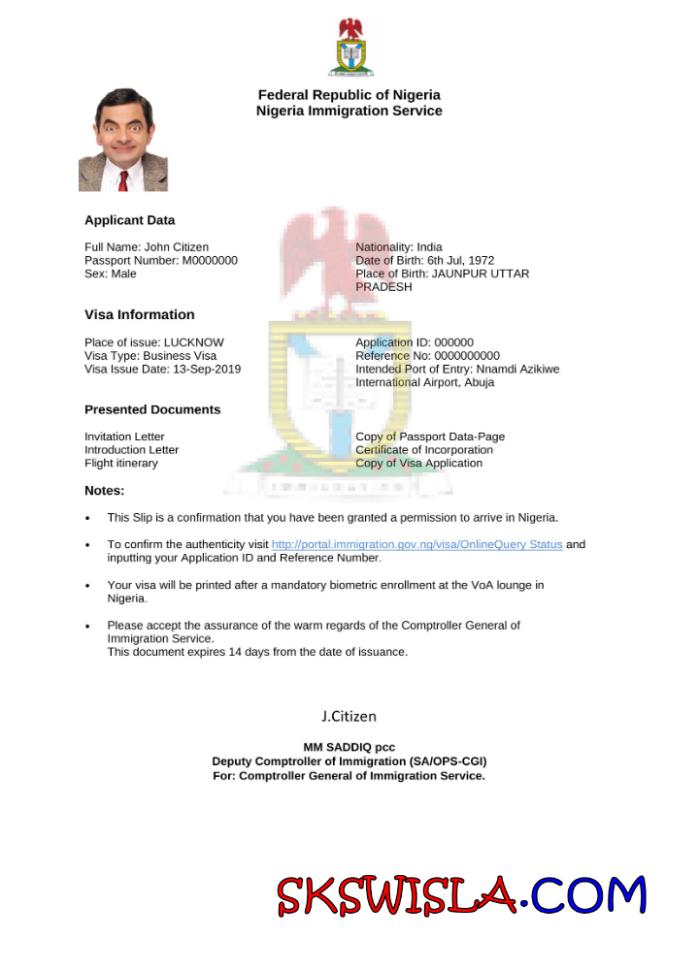 Federal Republic of Nigeria
Nigeria Immigration Service
Applicant Data
Full Name: John Citizen
Passport Number: M0000000
Sex: Male
Nationality: India
Date of Birth: 6th Jul, 1972
Place of Birth: JAUNPUR UTTAR
PRADESH
Visa Information
Place of issue: LUCKNOW
Visa Type: Business Visa
Visa Issue Date: 13-Sep-2019
Application ID: 000000
Reference No: 0000000000
Intended Port of Entry: Nnamdi Azikiwe
International Airport, Abuja
Presented Documents
Invitation Letter
Introduction Letter
Flight itinerary
Copy of Passport Data-Page
Certificate of Incorporation
Copy of Visa Application
Notes:
• This Slip is a confirmation that you have been granted a permission to arrive in Nigeria.
• To confirm the authenticity visit http://portal.immigration.gov.ng/visa/OnlineQuery Status and
inputting your Application ID and Reference Number.
• Your visa will be printed after a mandatory biometric enrollment at the VoA lounge in
Nigeria.
• Please accept the assurance of the warm regards of the Comptroller General of
Immigration Service.
This document expires 14 days from the date of issuance.
J.Citizen
MM SADDIQ pcc
Deputy Comptroller of Immigration (SA/OPS-CGI)
For: Comptroller General of Immigration Service.
SKSWISLA.COM